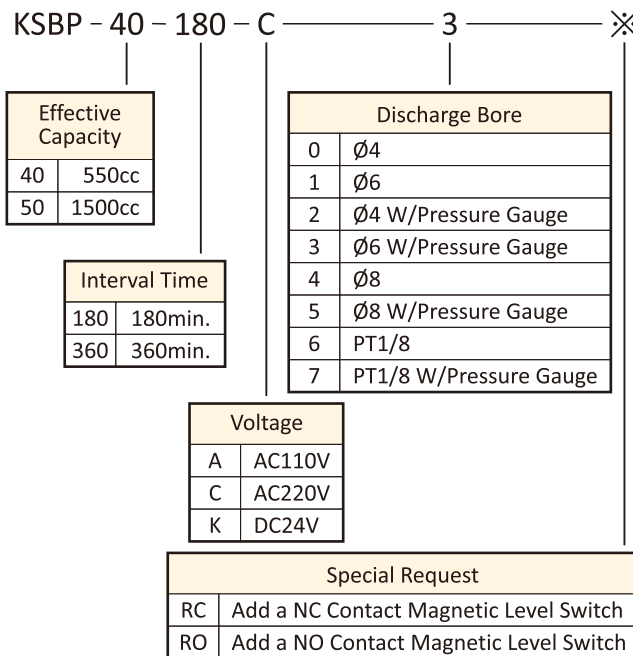 KSBP - 40 - 180 - C 3 ※
Effective
Capacity
40 550cc
50 1500cc
Discharge Bore
0 Ø4
1 Ø6
2 Ø4 W/Pressure Gauge
3 Ø6 W/Pressure Gauge
4 Ø8
5 Ø8 W/Pressure Gauge
6 PT1/8
7 PT1/8 W/Pressure Gauge
Interval Time
180 180min.
360 360min.
Voltage
A AC110V
C AC220V
K DC24V
Special Request
RC Add a NC Contact Magnetic Level Switch
RO Add a NO Contact Magnetic Level Switch